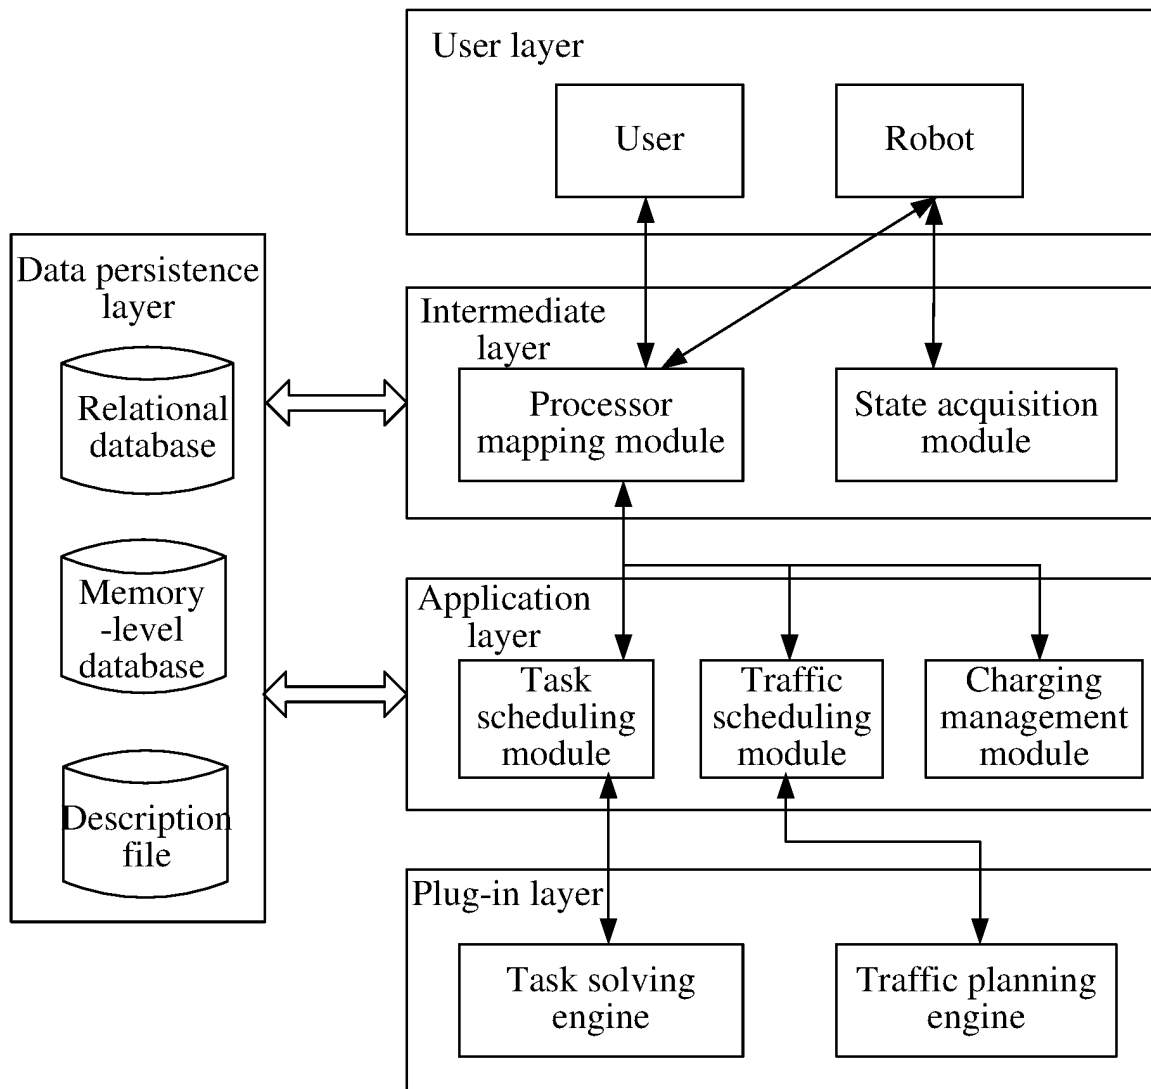 User layer
User
Robot
Data persistence
layer
Relational
database
Memory
-level
database
Description
file
Intermediate
layer
Processor
mapping module
State acquisition
module
Application
layer
Task
scheduling
module
Traffic
scheduling
module
Charging
management
module
Plug-in layer
Task solving
engine
Traffic planning
engine